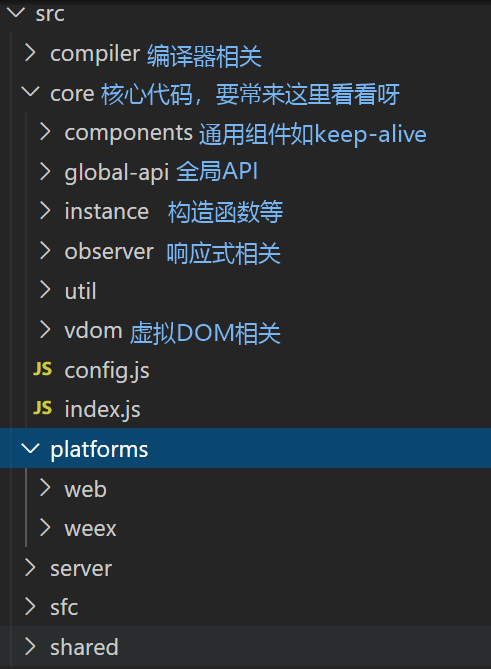 src
compiler 编译器相关
core 核心代码，要常来这里看看呀
components 通用组件如keep-alive
global-api 全局API
instance 构造函数等
observer 响应式相关
util
vdom 虚拟DOM相关
JS config.js
JS index.js
platforms
web
weex
server
sfc
shared